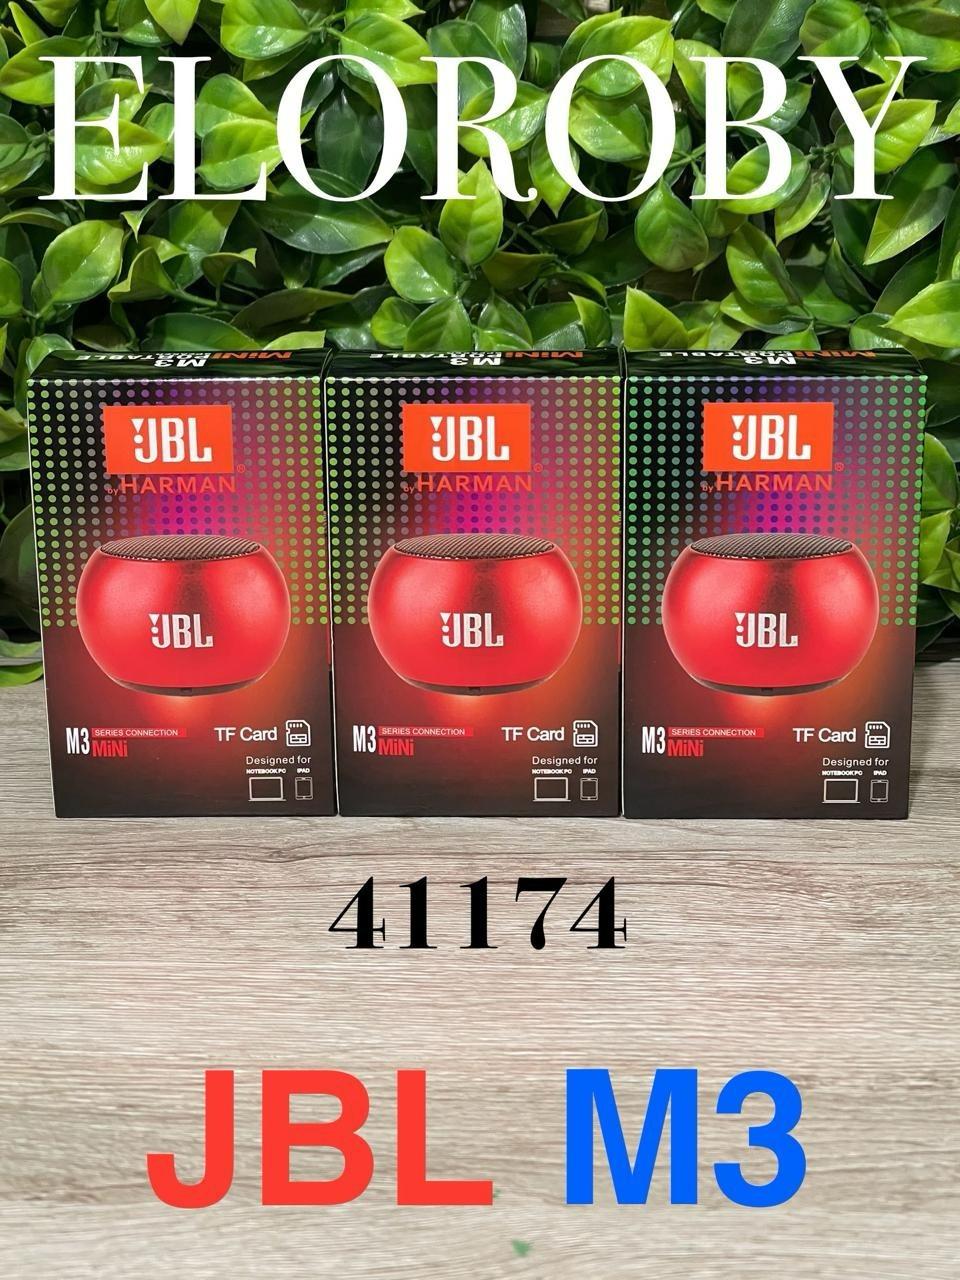 ELOROBY
MiNi PORTABLE
M3
MiNi PORTABLE
M3
MiNi PORTABLE
M3
JBL®
by HARMAN
JBL
M3 SERIES CONNECTION
MiNi
TF Card
Designed for
NOTEBOOK PC IPAD
JBL®
by HARMAN
JBL
M3 SERIES CONNECTION
MiNi
TF Card
Designed for
NOTEBOOK PC IPAD
JBL®
by HARMAN
JBL
M3 SERIES CONNECTION
MiNi
TF Card
Designed for
NOTEBOOK PC IPAD
41174
JBL M3